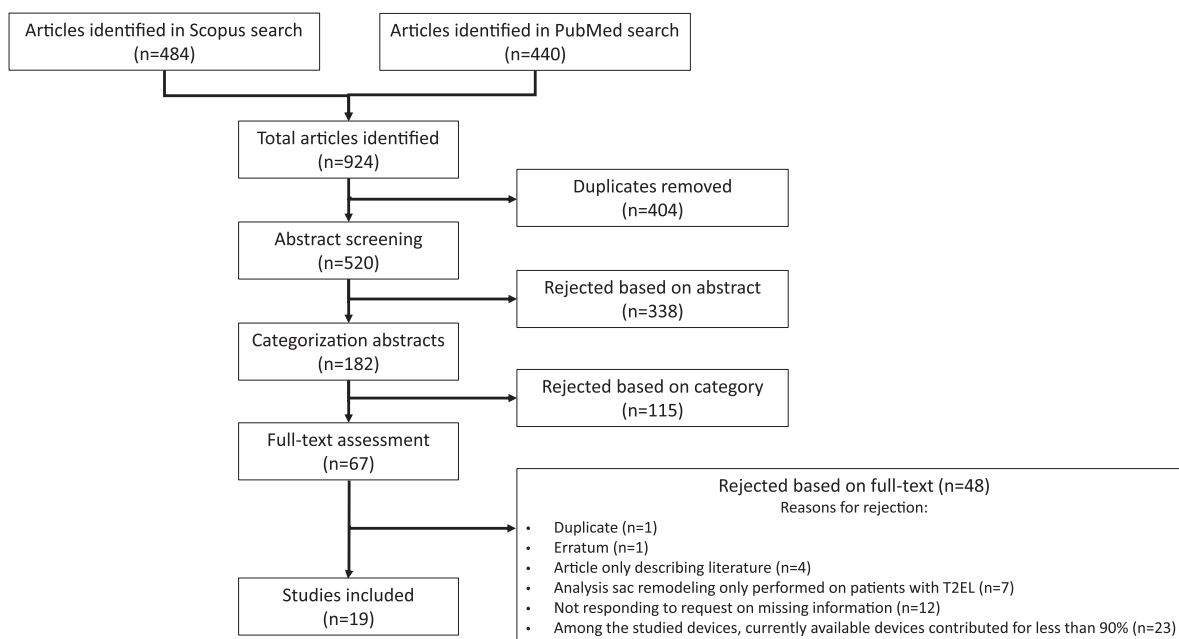 Articles identified in Scopus search
(n=484)
Articles identified in PubMed search
(n=440)
Total articles identified
(n=924)
Duplicates removed
(n=404)
Abstract screening
(n=520)
Rejected based on abstract
(n=338)
Categorization abstracts
(n=182)
Rejected based on category
(n=115)
Full-text assessment
(n=67)
Rejected based on full-text (n=48)
Reasons for rejection:
• Duplicate (n=1)
• Erratum (n=1)
• Article only describing literature (n=4)
• Analysis sac remodeling only performed on patients with T2EL (n=7)
• Not responding to request on missing information (n=12)
• Among the studied devices, currently available devices contributed for less than 90% (n=23)
Studies included
(n=19)